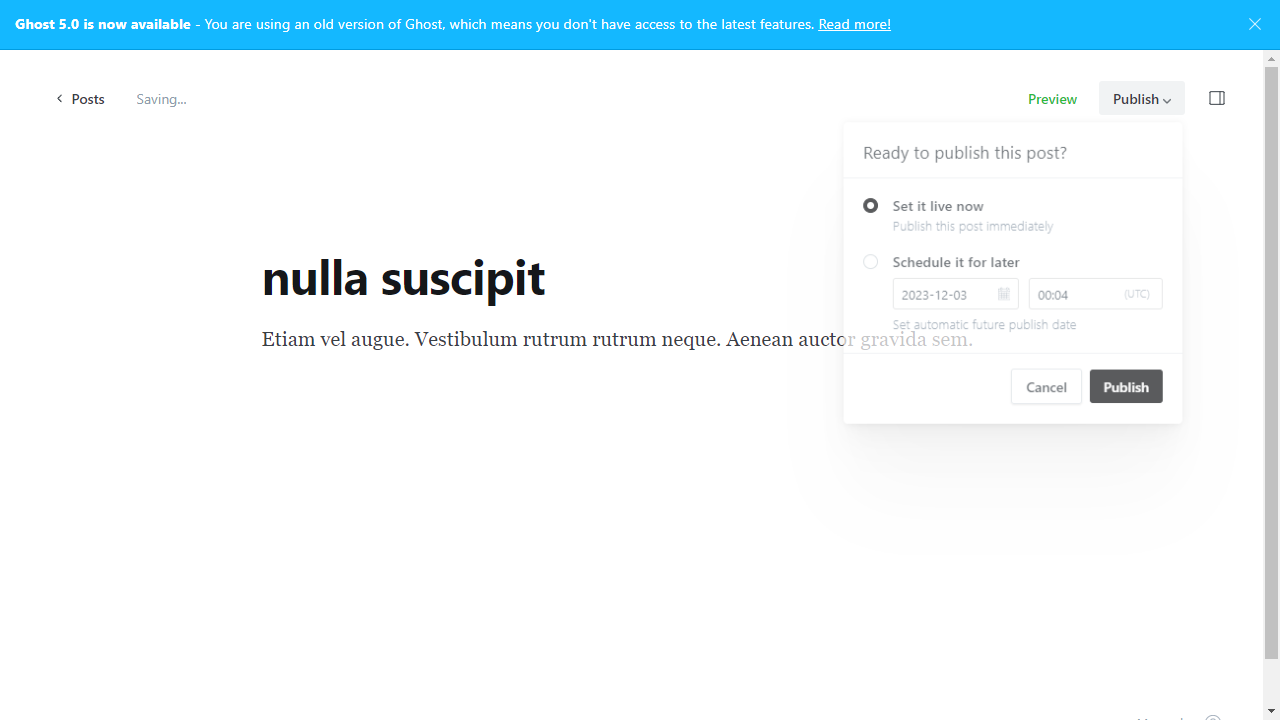 Ghost 5.0 is now available - You are using an old version of Ghost, which means you don't have access to the latest features. Read more!
Posts Saving... Preview Publish
Ready to publish this post?
Set it live now
Publish this post immediately
Schedule it for later
nulla suscipit
2023-12-03 00:04 (UTC)
Set automatic future publish date
Etiam vel augue. Vestibulum rutrum rutrum neque. Aenean auctor gravida sem.
Cancel Publish